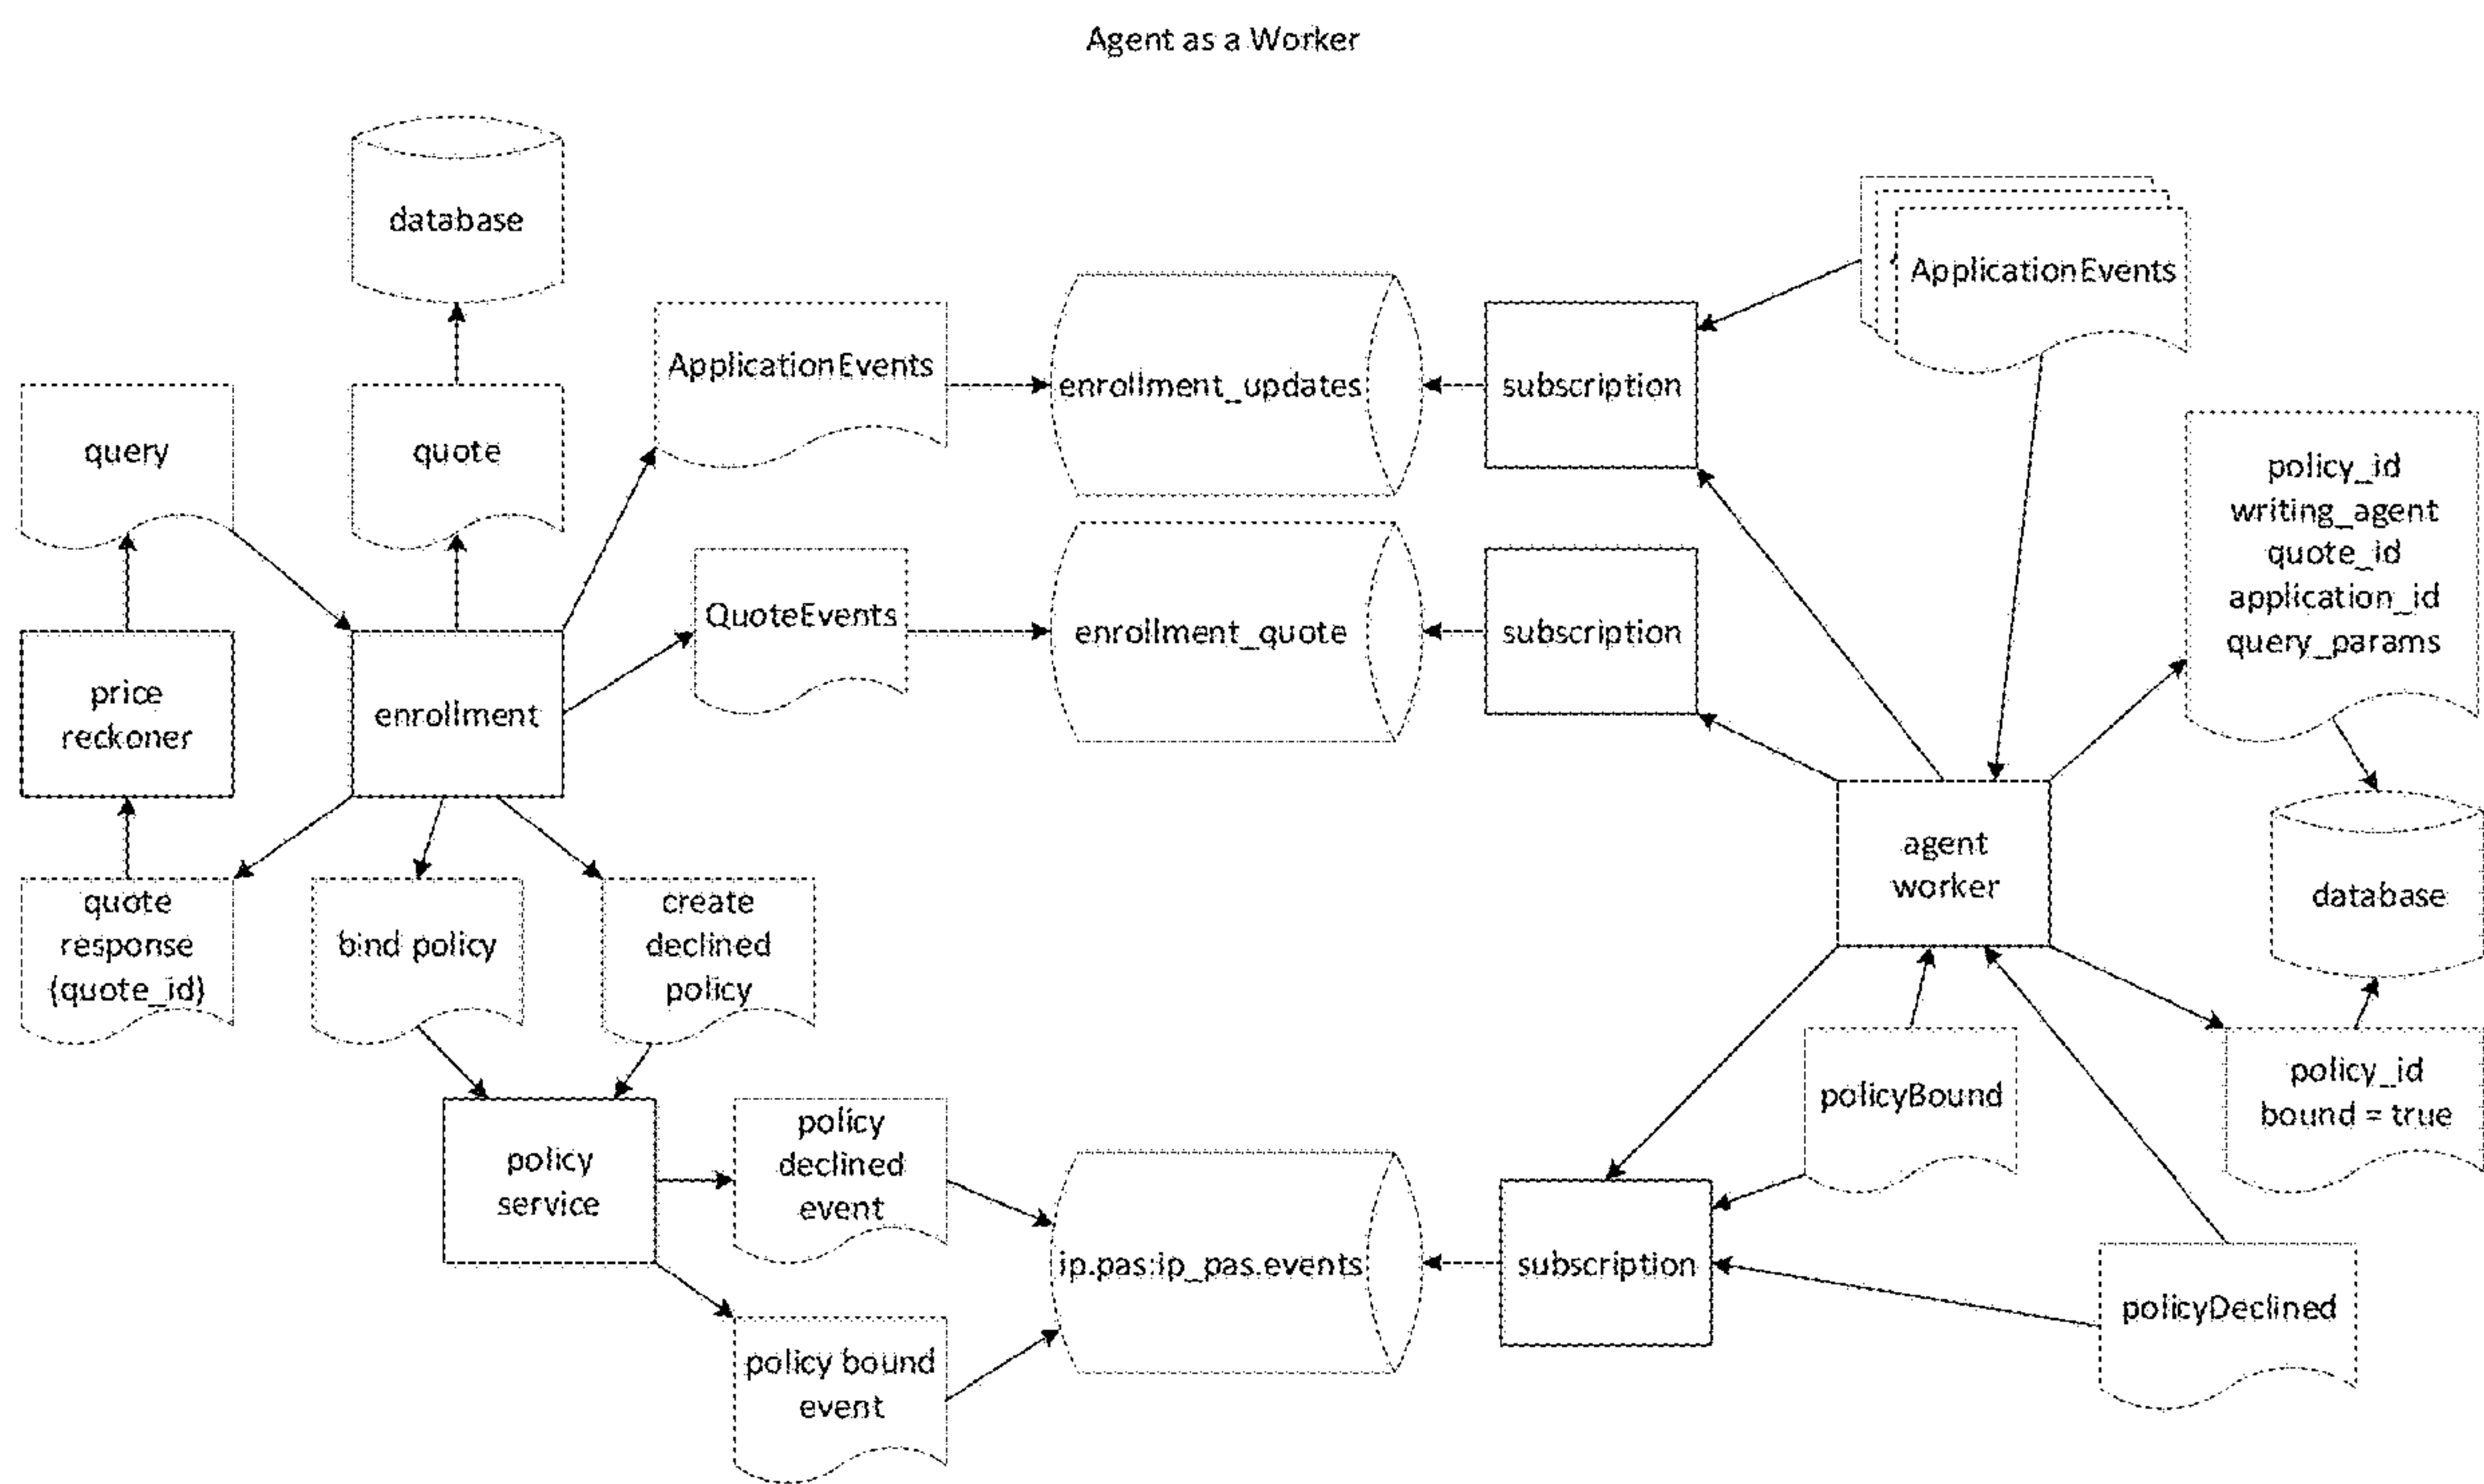 Agent as a Worker
database
ApplicationEvents
ApplicationEvents
query
quote
enrollment_updates
subscription
policy_id
writing_agent
quote_id
application_id
query_params
QuoteEvents
enrollment_quote
subscription
price
reckoner
enrollment
agent
worker
database
quote
response
(quote_id)
bind policy
create
declined
policy
policyBound
policy_id
bound = true
policy
service
policy
declined
event
ip.pas:ip_pas.events
subscription
policyDeclined
policy bound
event